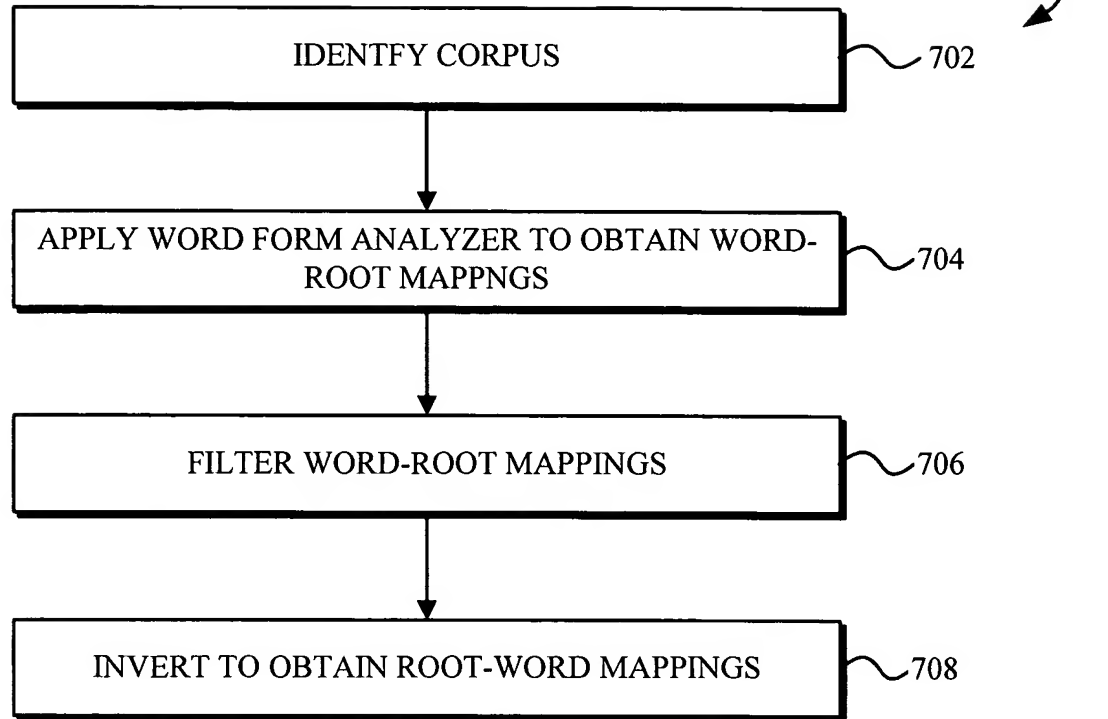 IDENTFY CORPUS
702
APPLY WORD FORM ANALYZER TO OBTAIN WORD-
ROOT MAPPNGS
704
FILTER WORD-ROOT MAPPINGS
706
INVERT TO OBTAIN ROOT-WORD MAPPINGS
708